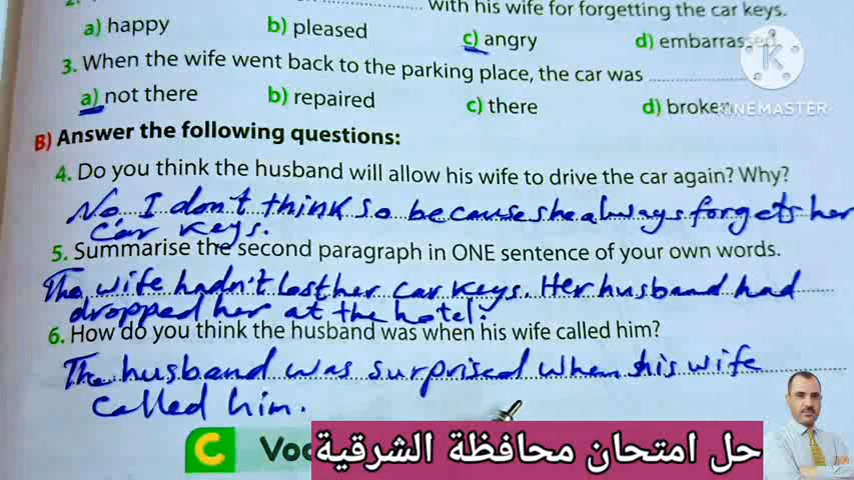 with his wife for forgetting the car keys.
a) happy b) pleased c) angry d) embarrassed
3. When the wife went back to the parking place, the car was
a) not there b) repaired c) there d) broken
KINEMASTER
B) Answer the following questions:
4. Do you think the husband will allow his wife to drive the car again? Why?
No, I don't think so because she always forgets her
car keys.
5. Summarise the second paragraph in ONE sentence of your own words.
The wife hadn't lost her car keys. Her husband had
dropped her at the hotel.
6. How do you think the husband was when his wife called him?
The husband was surprised when his wife
called him.
C Voc
حل امتحان محافظة الشرقية